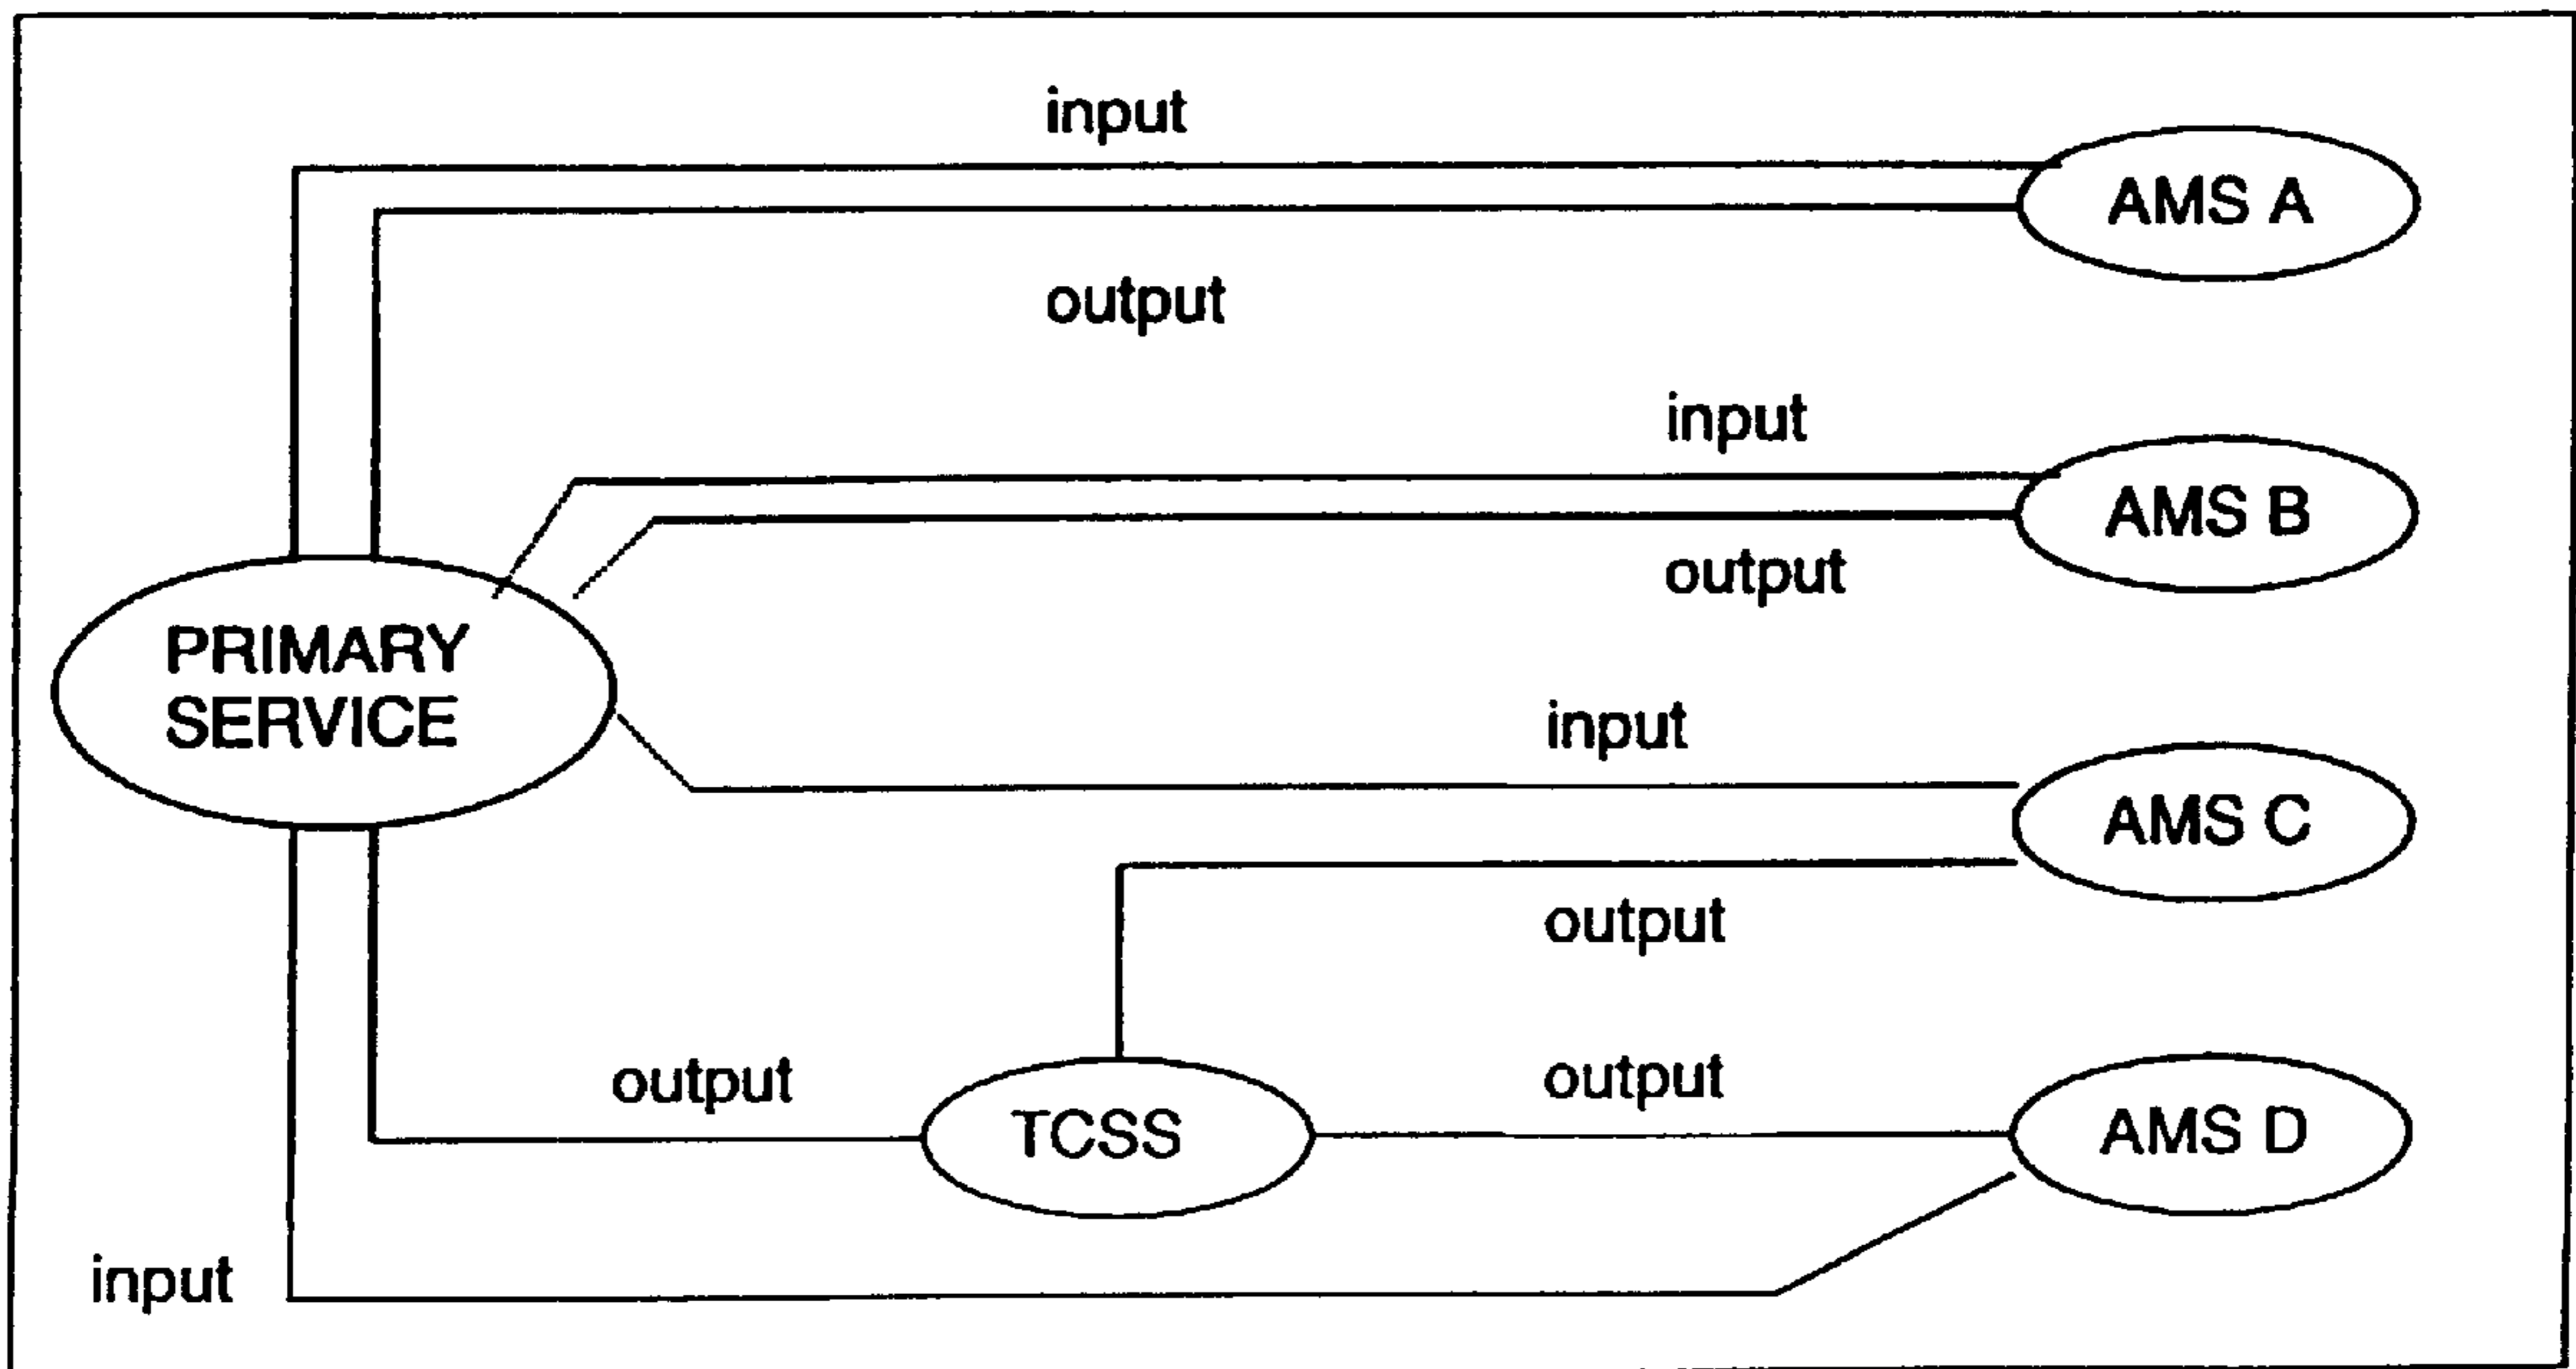 input
AMS A
output
input
AMS B
output
PRIMARY
SERVICE
input
AMS C
output
output
output
TCSS
AMS D
input